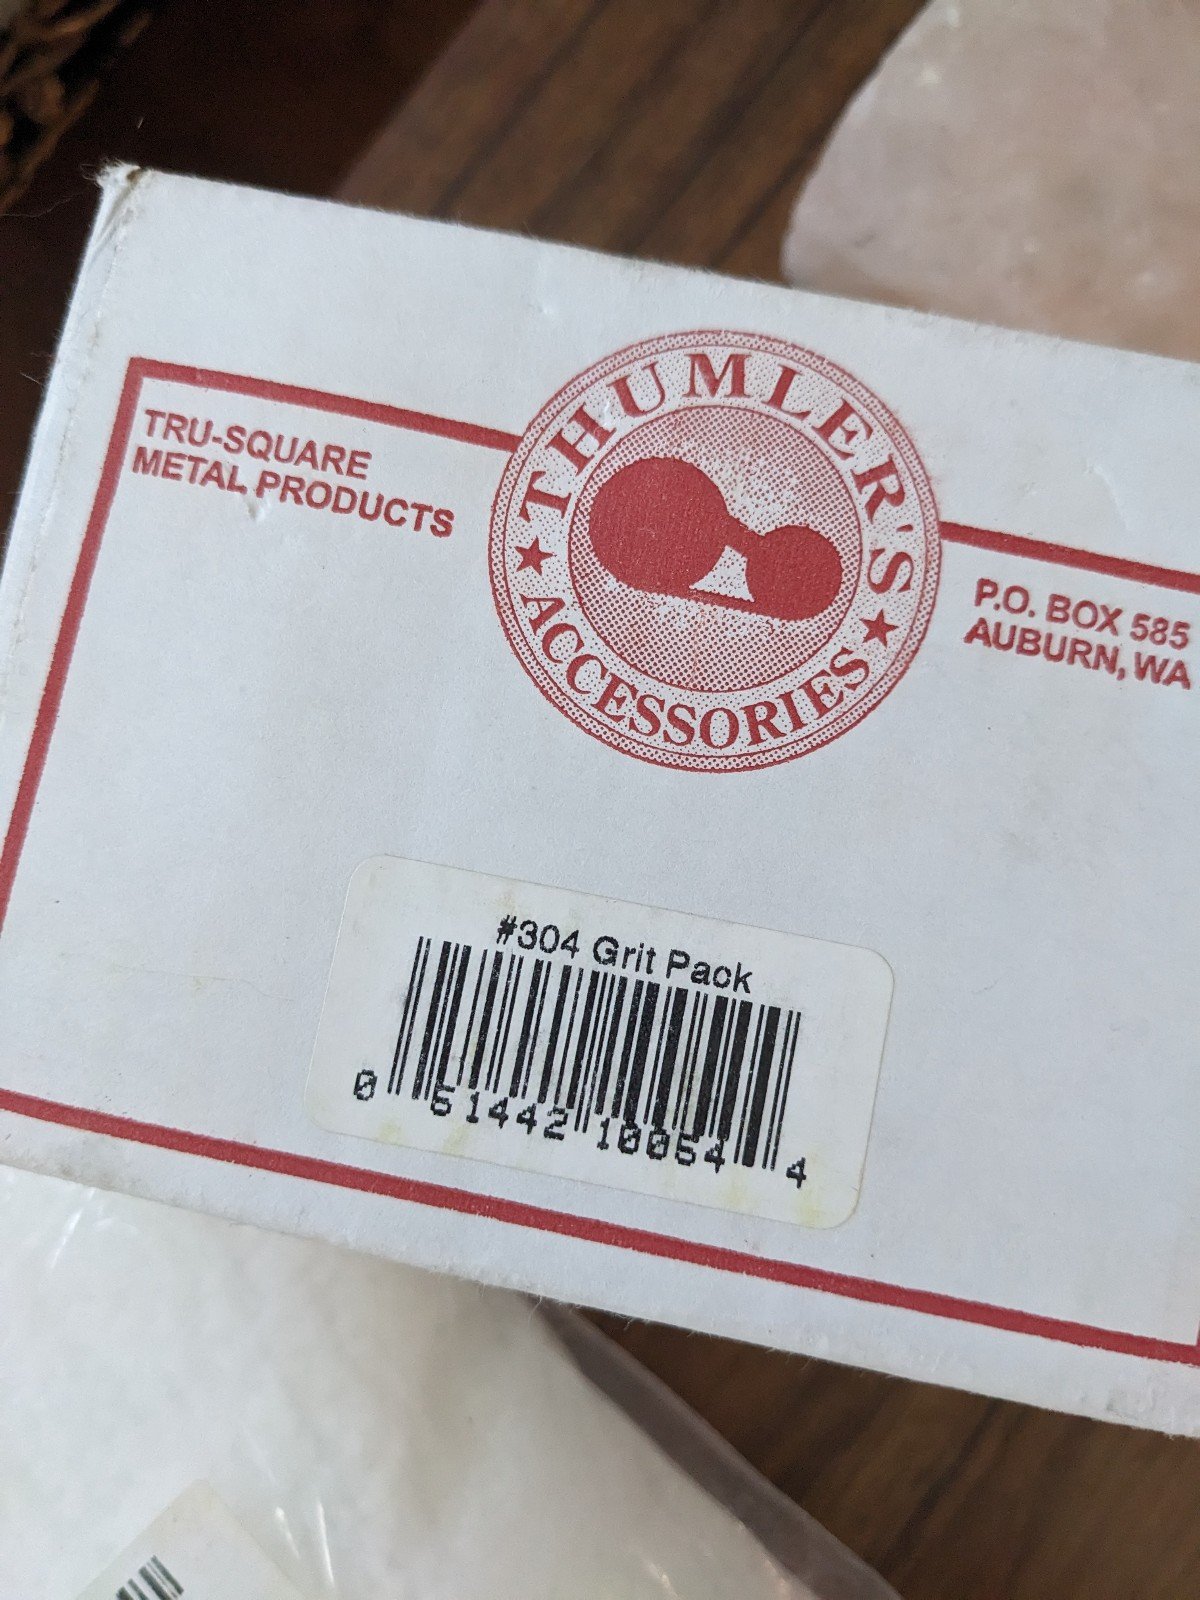 TRU-SQUARE
METAL PRODUCTS
THUMLER'S
ACCESSORIES
P.O. BOX 585
AUBURN, WA
#304 Grit Pack
0 51442 10054 4